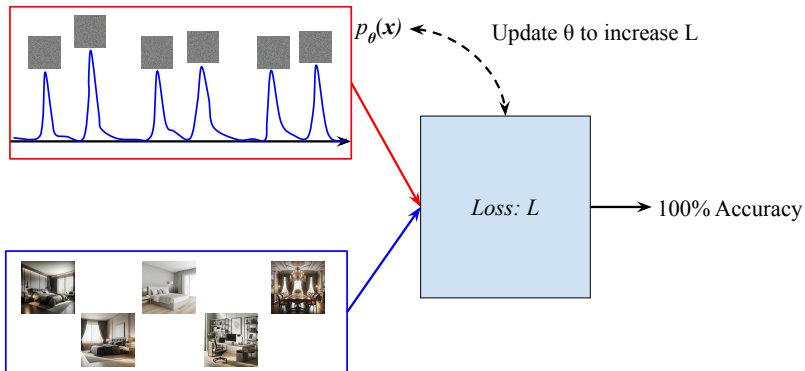 pθ(x)
Update θ to increase L
Loss: L
100% Accuracy